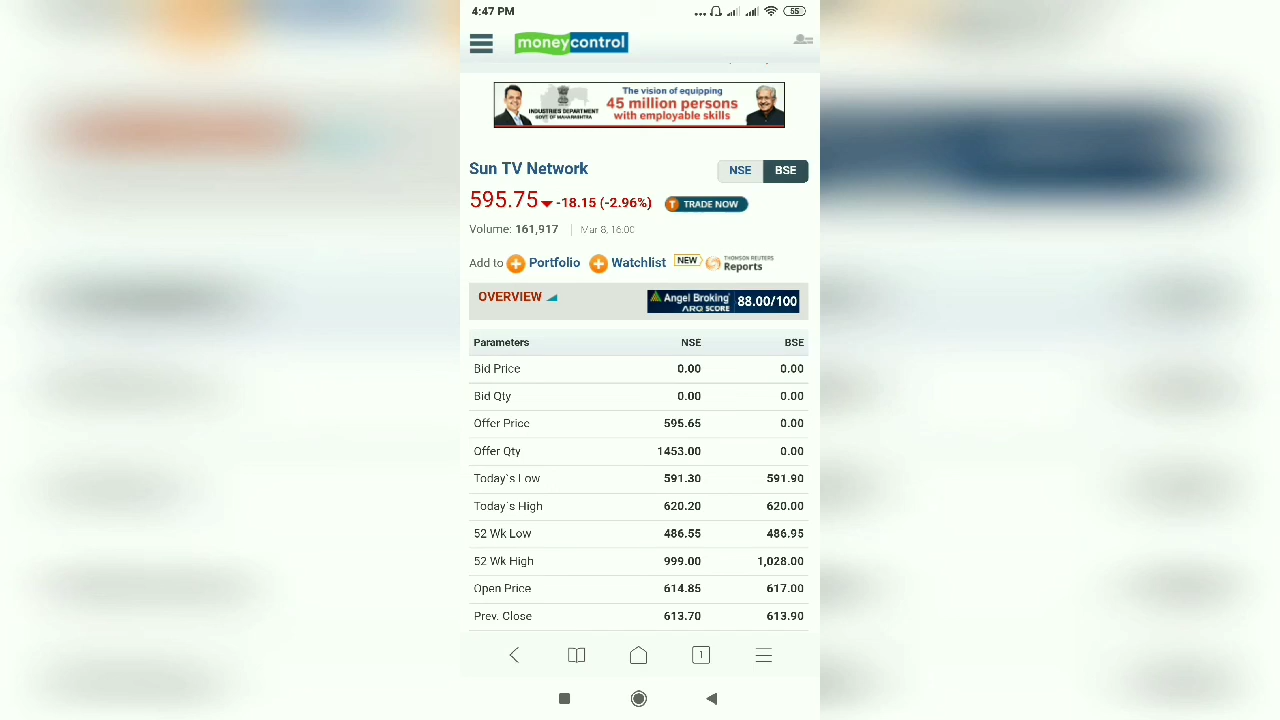 4:47 PM
55
moneycontrol
The vision of equipping
INDUSTRIES DEPARTMENT
GOVT. OF MAHARASHTRA
45 million persons
with employable skills
Sun TV Network
NSE BSE
595.75 -18.15 (-2.96%) T TRADE NOW
Volume: 161,917 | Mar 8, 16:00
Add to Portfolio Watchlist NEW THOMSON REUTERS
Reports
OVERVIEW Angel Broking 88.00/100
ARQ SCORE
Parameters NSE BSE
Bid Price 0.00 0.00
Bid Qty 0.00 0.00
Offer Price 595.65 0.00
Offer Qty 1453.00 0.00
Today`s Low 591.30 591.90
Today`s High 620.20 620.00
52 Wk Low 486.55 486.95
52 Wk High 999.00 1,028.00
Open Price 614.85 617.00
Prev. Close 613.70 613.90
1